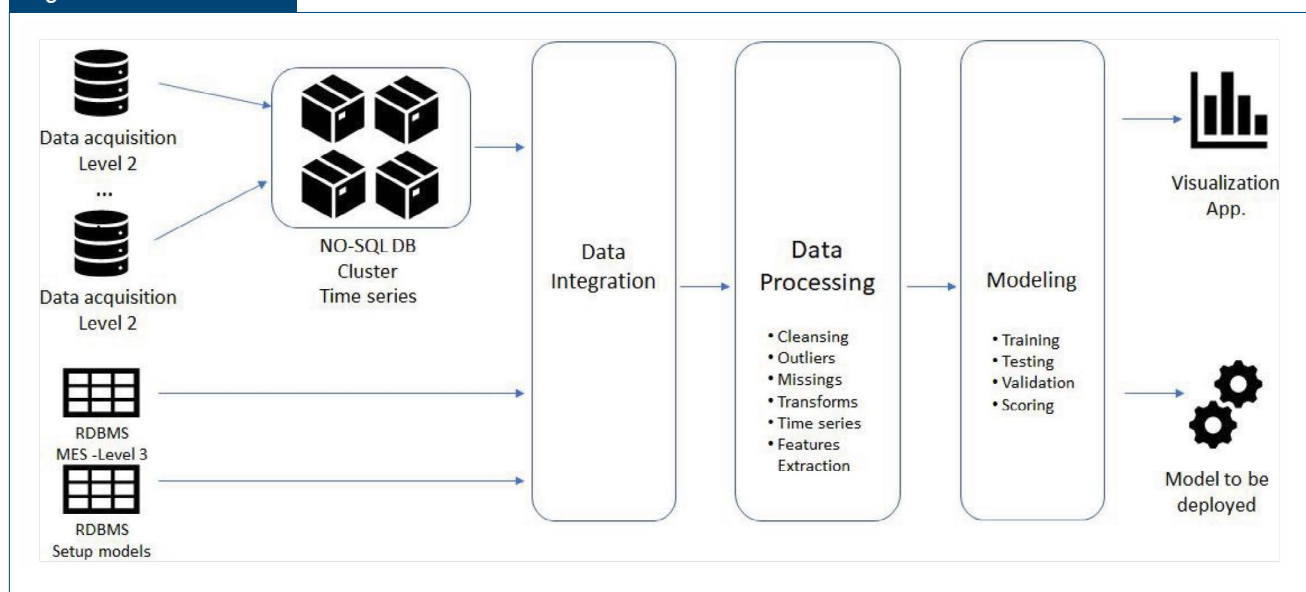 Data acquisition
Level 2
...
Data acquisition
Level 2
RDBMS
MES -Level 3
RDBMS
Setup models
NO-SQL DB
Cluster
Time series
Data
Integration
Data
Processing
• Cleansing
• Outliers
• Missings
• Transforms
• Time series
• Features
Extraction
Modeling
• Training
• Testing
• Validation
• Scoring
Visualization
App.
Model to be
deployed